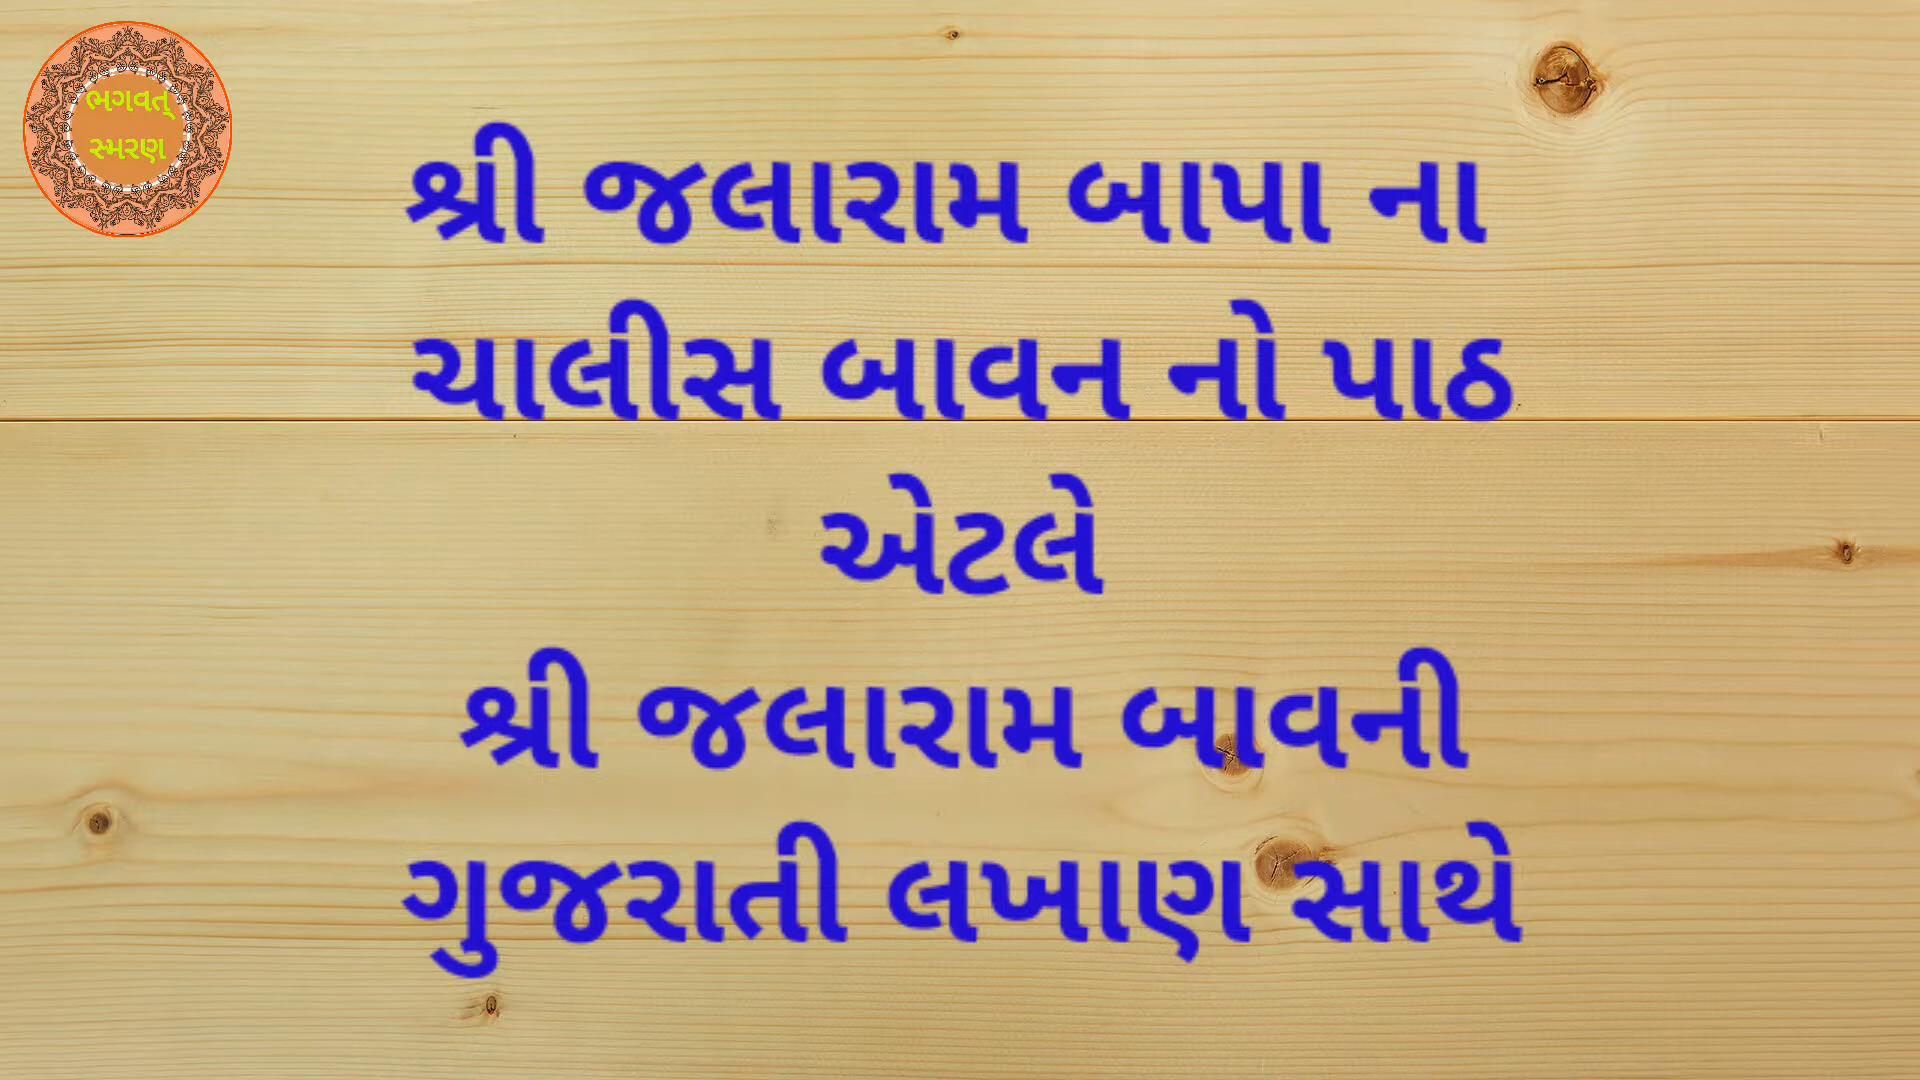 ભગવત્
સ્મરણ
શ્રી જલારામ બાપા ના
ચાલીસ બાવન નો પાઠ
એટલે
શ્રી જલારામ બાવની
ગુજરાતી લખાણ સાથે